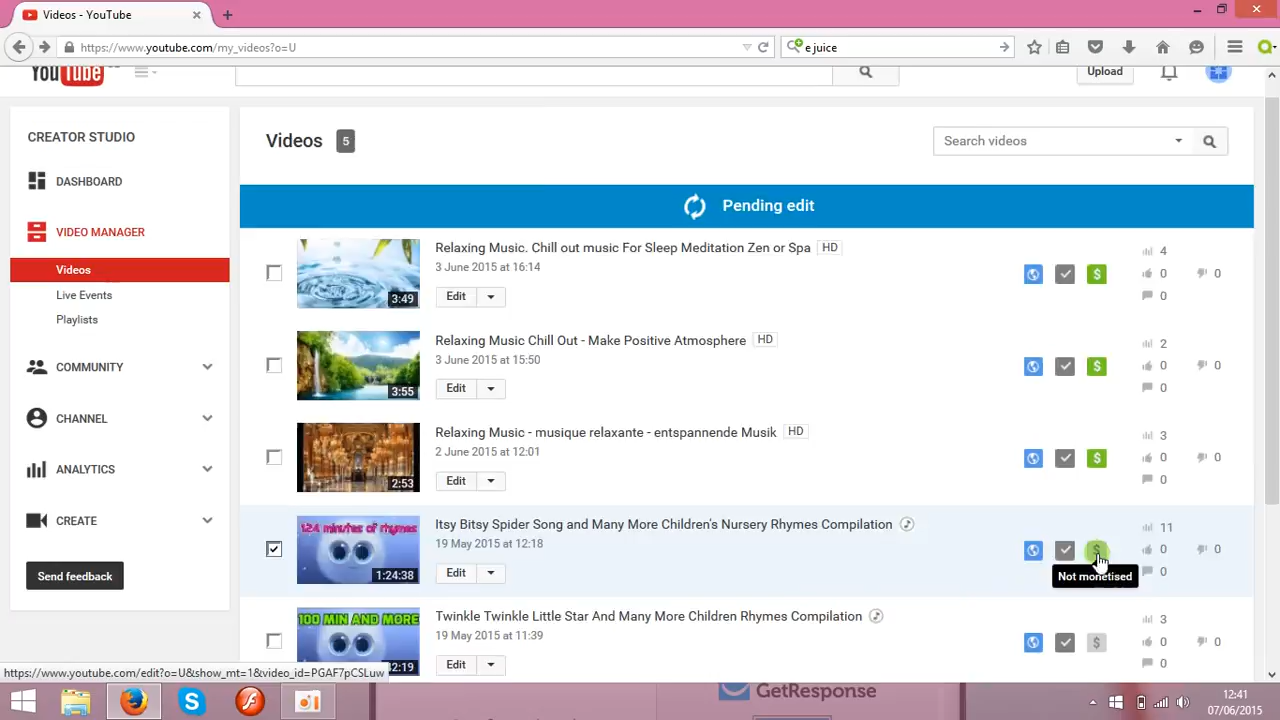 Videos - YouTube
https://www.youtube.com/my_videos?o=U
e juice
YouTube
Upload
CREATOR STUDIO
DASHBOARD
VIDEO MANAGER
Videos
Live Events
Playlists
COMMUNITY
CHANNEL
ANALYTICS
CREATE
Send feedback
Videos 5
Search videos
Pending edit
3:49
Relaxing Music. Chill out music For Sleep Meditation Zen or Spa HD
3 June 2015 at 16:14
Edit
$
4
0 0
0
3:55
Relaxing Music Chill Out - Make Positive Atmosphere HD
3 June 2015 at 15:50
Edit
$
2
0 0
0
2:53
Relaxing Music - musique relaxante - entspannende Musik HD
2 June 2015 at 12:01
Edit
$
3
0 0
0
124 minutes of rhymes
1:24:38
Itsy Bitsy Spider Song and Many More Children's Nursery Rhymes Compilation
19 May 2015 at 12:18
Edit
$
Not monetised
11
0 0
0
100 MIN AND MORE
Twinkle Twinkle Little Star And Many More Children Rhymes Compilation
19 May 2015 at 11:39
Edit
$
3
0 0
0
https://www.youtube.com/edit?o=U&show_mt=1&video_id=PGAF7pCSLuw
GetResponse
12:41
07/06/2015